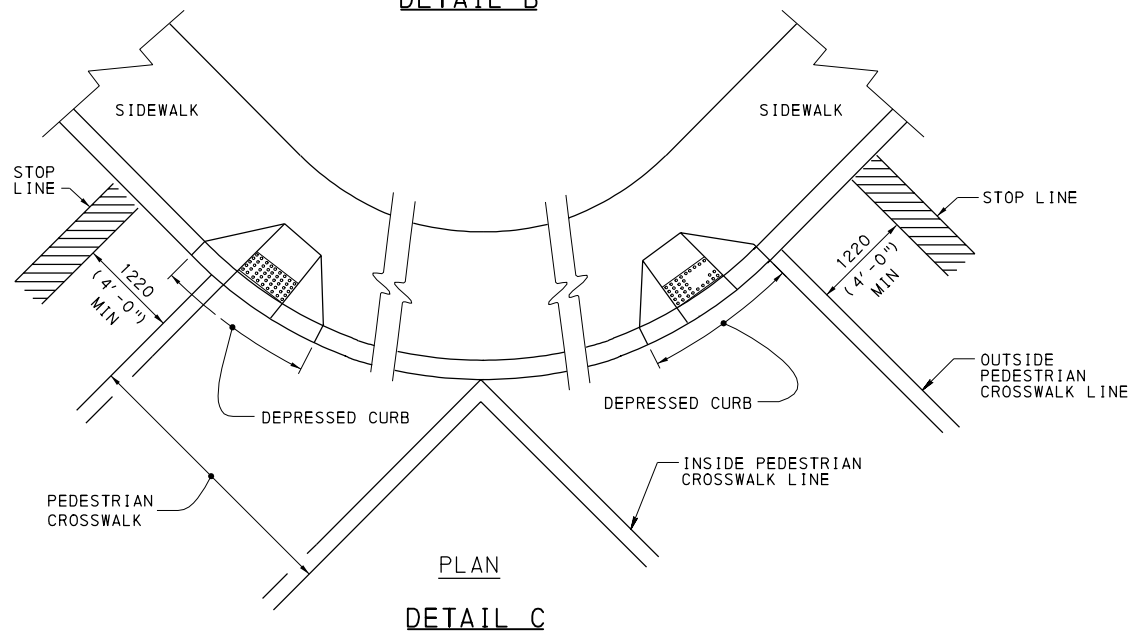 DETAIL B
SIDEWALK
SIDEWALK
STOP
LINE
STOP LINE
1220
(4'-0")
MIN
1220
(4'-0")
MIN
OUTSIDE
PEDESTRIAN
CROSSWALK LINE
DEPRESSED CURB
DEPRESSED CURB
INSIDE PEDESTRIAN
CROSSWALK LINE
PEDESTRIAN
CROSSWALK
PLAN
DETAIL C